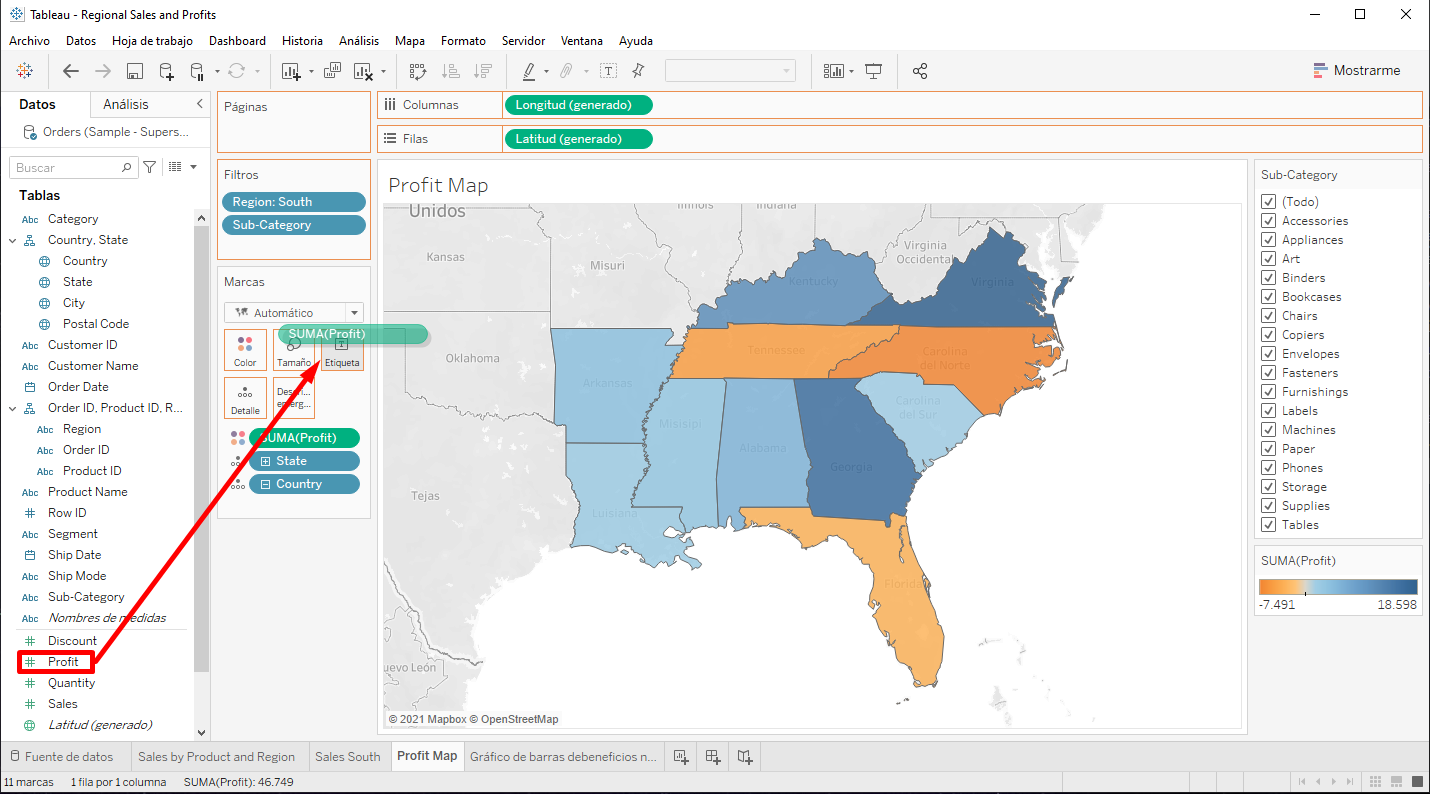 Tableau - Regional Sales and Profits
Archivo Datos Hoja de trabajo Dashboard Historia Análisis Mapa Formato Servidor Ventana Ayuda
Mostrarme
Datos Análisis
Orders (Sample - Supers...
Buscar
Tablas
Abc Category
Country, State
Country
State
City
Postal Code
Abc Customer ID
Abc Customer Name
Order Date
Order ID, Product ID, R...
Abc Region
Abc Order ID
Abc Product ID
Abc Product Name
Row ID
Abc Segment
Ship Date
Abc Ship Mode
Abc Sub-Category
Abc Nombres de medidas
Discount
Profit
Quantity
Sales
Latitud (generado)
Páginas
Filtros
Region: South
Sub-Category
Marcas
Automático
SUMA(Profit)
Color Tamaño Etiqueta
Detalle
SUMA(Profit)
State
Country
Columnas Longitud (generado)
Filas Latitud (generado)
Profit Map
Unidos
Illinois
Indiana
Kansas
Misuri
Virginia
Occidental
Kentucky
Virginia
Oklahoma
Tennessee
Carolina
del Norte
Arkansas
Carolina
del Sur
Misisipi
Alabama
Georgia
Tejas
Luisiana
Florida
uevo León
© 2021 Mapbox © OpenStreetMap
Sub-Category
(Todo)
Accessories
Appliances
Art
Binders
Bookcases
Chairs
Copiers
Envelopes
Fasteners
Furnishings
Labels
Machines
Paper
Phones
Storage
Supplies
Tables
SUMA(Profit)
-7.491 18.598
Fuente de datos Sales by Product and Region Sales South Profit Map Gráfico de barras debeneficios n...
11 marcas 1 fila por 1 columna SUMA(Profit): 46.749